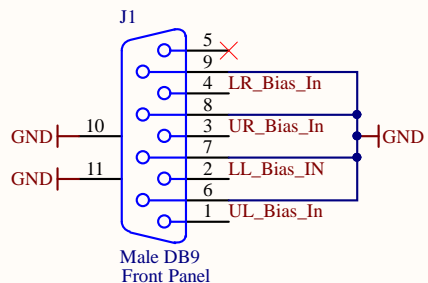 J1
5
9
4 LR_Bias_In
8
GND 10 3 UR_Bias_In GND
7
GND 11 2 LL_Bias_IN
6
1 UL_Bias_In
Male DB9
Front Panel